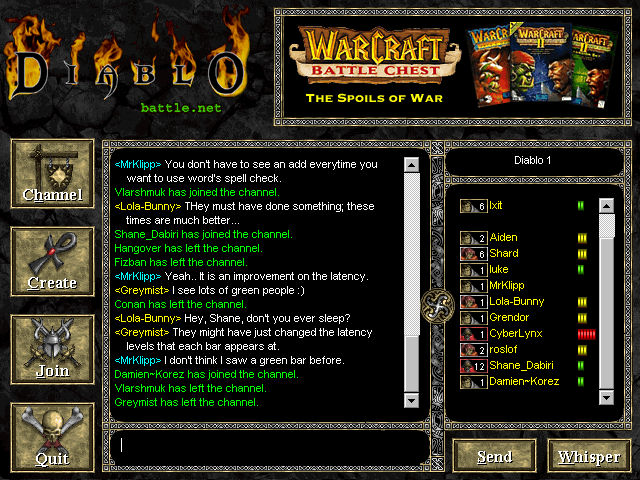 DIABLO
battle.net
WARCRAFT
BATTLE CHEST
THE SPOILS OF WAR
WARCRAFT
WARCRAFT
II
WARCRAFT
II
Channel
Create
Join
Quit
<MrKlipp> You don't have to see an add everytime you
want to use word's spell check.
Vlarshmuk has joined the channel.
<Lola-Bunny> THey must have done something; these
times are much better...
Shane_Dabiri has joined the channel.
Hangover has left the channel.
Fizban has left the channel.
<MrKlipp> Yeah.. It is an improvement on the latency.
<Greymist> I see lots of green people :)
Conan has left the channel.
<Lola-Bunny> Hey, Shane, don't you ever sleep?
<Greymist> They might have just changed the latency
levels that each bar appears at.
<MrKlipp> I don't think I saw a green bar before.
Damien~Korez has joined the channel.
Vlarshmuk has left the channel.
Greymist has left the channel.
Diablo 1
6 Ixit
2 Aiden
6 Shard
1 luke
1 MrKlipp
1 Lola-Bunny
1 Grendor
1 CyberLynx
2 roslof
12 Shane_Dabiri
1 Damien~Korez
Send
Whisper